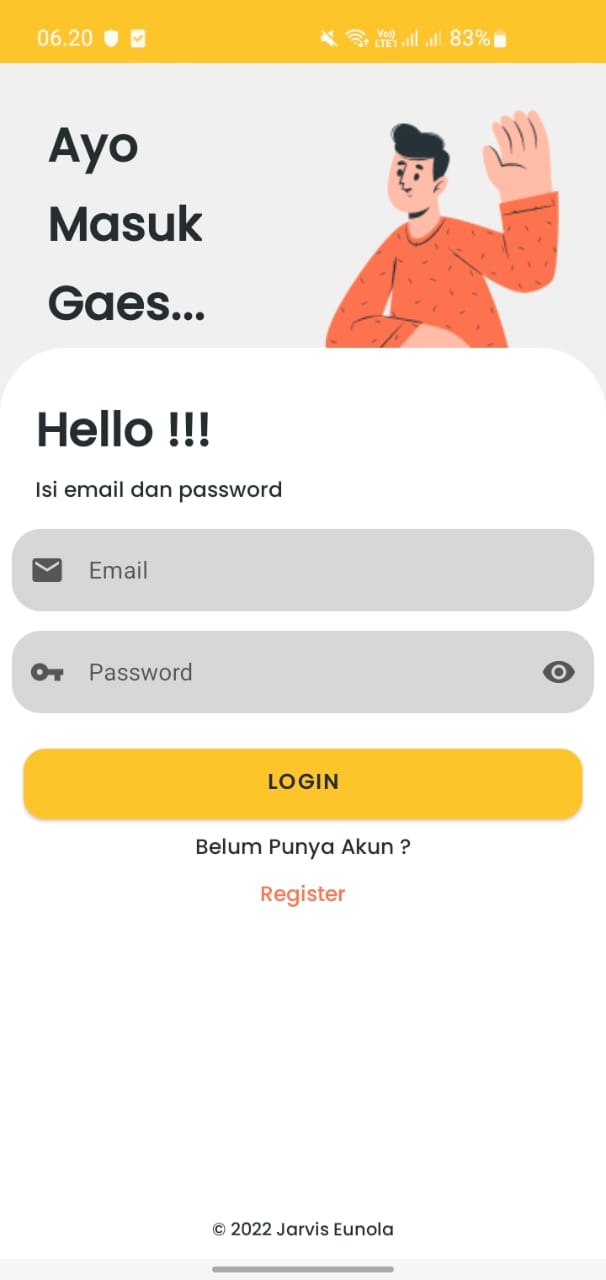 06.20 Vo)) LTE1 83%
Ayo
Masuk
Gaes...
Hello !!!
Isi email dan password
Email
Password
LOGIN
Belum Punya Akun ?
Register
© 2022 Jarvis Eunola